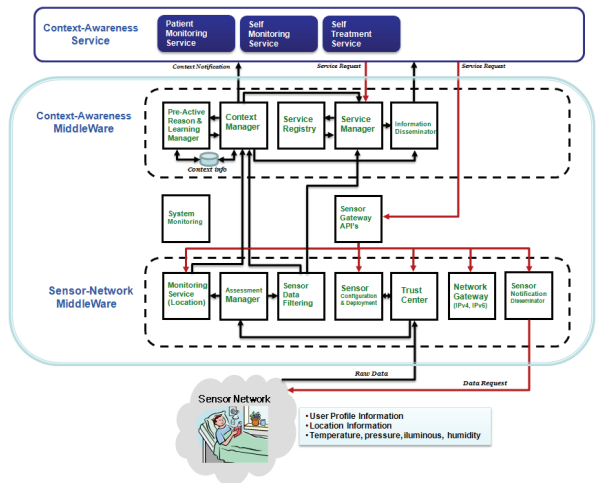 Context-Awareness
Service
Patient
Monitoring
Service
Self
Monitoring
Service
Self
Treatment
Service
Context Notification
Service Request
Service Request
Context-Awareness
MiddleWare
Pre-Active
Reason &
Learning
Manager
Context
Manager
Service
Registry
Service
Manager
Information
Disseminator
Context info
System
Monitoring
Sensor
Gateway
API's
Sensor-Network
MiddleWare
Monitoring
Service
(Location)
Assessment
Manager
Sensor
Data
Filtering
Sensor
Configuration
& Deployment
Trust
Center
Network
Gateway
(IPv4, IPv6)
Sensor
Notification
Disseminator
Raw Data
Data Request
Sensor Network
• User Profile Information
• Location Information
• Temperature, pressure, iluminous, humidity